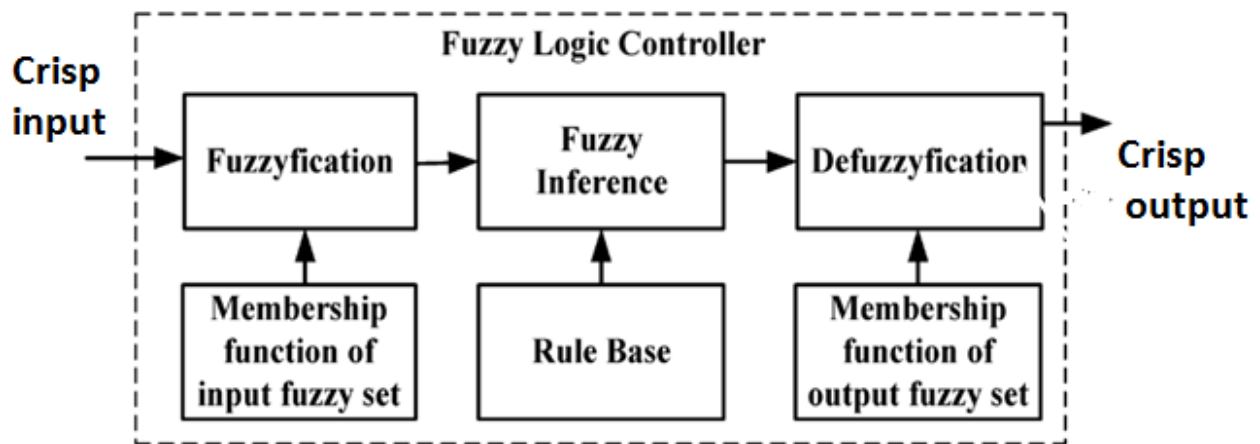 Fuzzy Logic Controller
Crisp
input
Fuzzyfication
Fuzzy
Inference
Defuzzyfication
Crisp
output
Membership
function of
input fuzzy set
Rule Base
Membership
function of
output fuzzy set